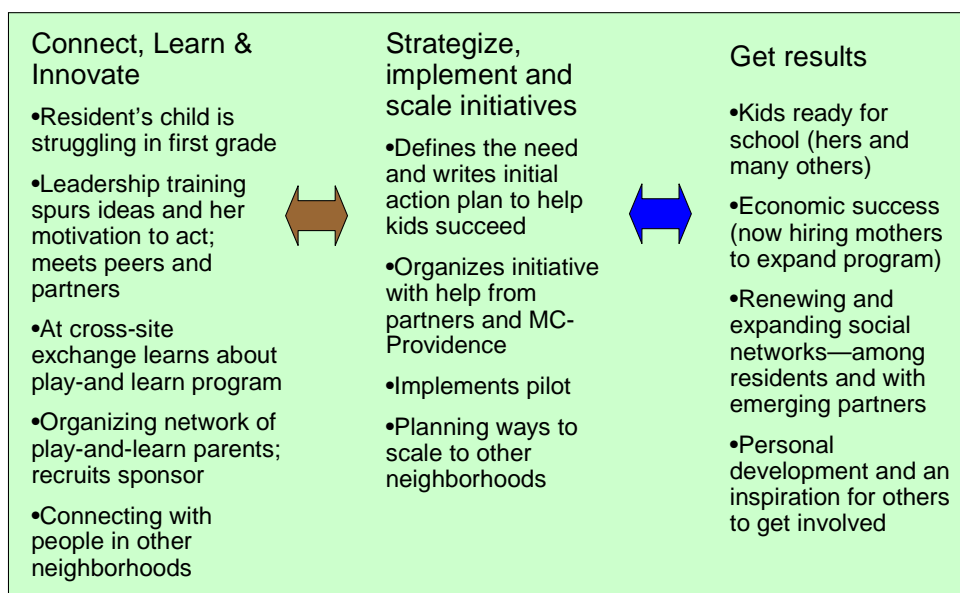 Connect, Learn &
Innovate
•Resident’s child is
struggling in first grade
•Leadership training
spurs ideas and her
motivation to act;
meets peers and
partners
•At cross-site
exchange learns about
play-and learn program
•Organizing network of
play-and-learn parents;
recruits sponsor
•Connecting with
people in other
neighborhoods
Strategize,
implement and
scale initiatives
•Defines the need
and writes initial
action plan to help
kids succeed
•Organizes initiative
with help from
partners and MC-
Providence
•Implements pilot
•Planning ways to
scale to other
neighborhoods
Get results
•Kids ready for
school (hers and
many others)
•Economic success
(now hiring mothers
to expand program)
•Renewing and
expanding social
networks—among
residents and with
emerging partners
•Personal
development and an
inspiration for others
to get involved